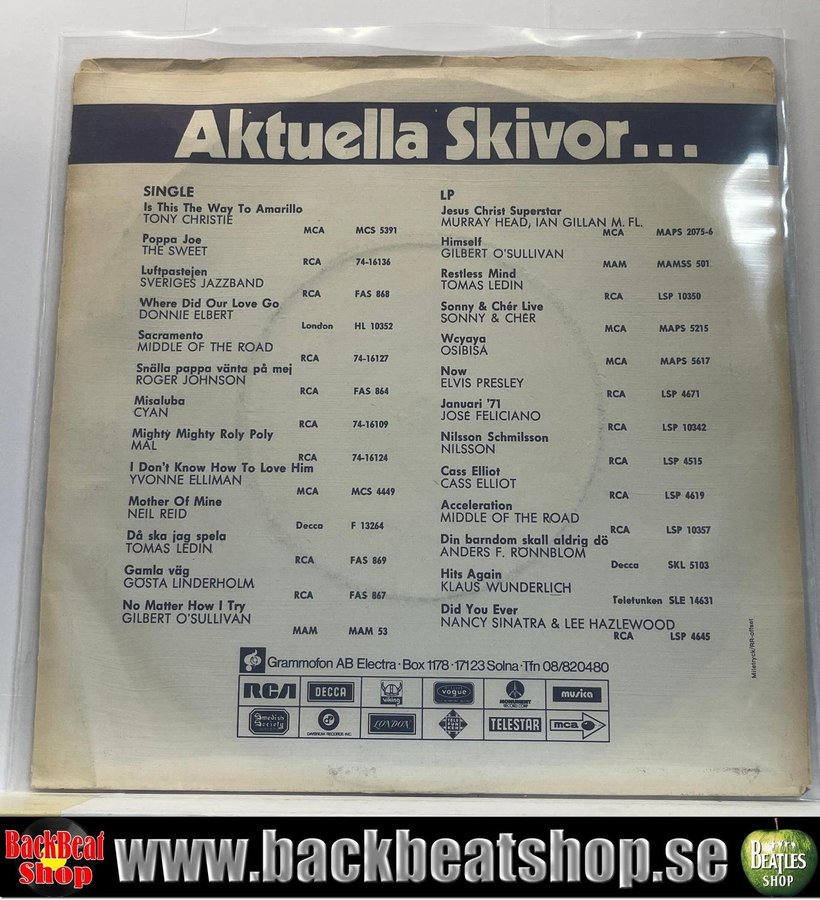 Aktuella Skivor...
SINGLE
Is This The Way To Amarillo
TONY CHRISTIE
MCA MCS 5391
Poppa Joe
THE SWEET
RCA 74-16136
Luftpastejen
SVERIGES JAZZBAND
RCA FAS 868
Where Did Our Love Go
DONNIE ELBERT
London HL 10352
Sacramento
MIDDLE OF THE ROAD
RCA 74-16127
Snälla pappa vänta på mej
ROGER JOHNSON
RCA FAS 864
Misaluba
CYAN
RCA 74-16109
Mighty Mighty Roly Poly
MAL
RCA 74-16124
I Don't Know How To Love Him
YVONNE ELLIMAN
MCA MCS 4449
Mother Of Mine
NEIL REID
Decca F 13264
Då ska jag spela
TOMAS LEDIN
RCA FAS 869
Gamla väg
GÖSTA LINDERHOLM
RCA FAS 867
No Matter How I Try
GILBERT O'SULLIVAN
MAM MAM 53
LP
Jesus Christ Superstar
MURRAY HEAD, IAN GILLAN M. FL.
MCA MAPS 2075-6
Himself
GILBERT O'SULLIVAN
MAM MAMSS 501
Restless Mind
TOMAS LEDIN
RCA LSP 10350
Sonny & Chér Live
SONNY & CHÉR
MCA MAPS 5215
Wcyaya
OSIBISA
MCA MAPS 5617
Now
ELVIS PRESLEY
RCA LSP 4671
Januari '71
JOSÉ FELICIANO
RCA LSP 10342
Nilsson Schmilsson
NILSSON
RCA LSP 4515
Cass Elliot
CASS ELLIOT
RCA LSP 4619
Acceleration
MIDDLE OF THE ROAD
RCA LSP 10357
Din barndom skall aldrig dö
ANDERS F. RÖNNBLOM
Decca SKL 5103
Hits Again
KLAUS WUNDERLICH
Telefunken SLE 14631
Did You Ever
NANCY SINATRA & LEE HAZLEWOOD
RCA LSP 4645
Grammofon AB Electra · Box 1178 · 17123 Solna · Tfn 08/820480
RCA DECCA viking vogue MONUMENT RECORD CORP musica
Swedish Society DAYBREAK RECORDS INC. LONDON TELEFUNKEN TELESTAR mca
BackBeat Shop
www.backbeatshop.se
BEATLES SHOP